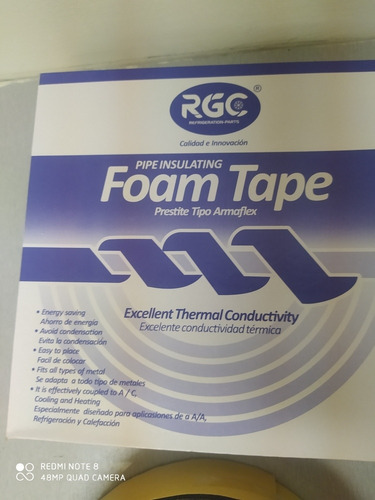 RGC ®
REFRIGERATION PARTS
Calidad e Innovación
PIPE INSULATING
Foam Tape
Prestite Tipo Armaflex
Excellent Thermal Conductivity
Excelente conductividad térmica
• Energy saving
Ahorro de energía
• Avoid condensation
Evita la condensación
• Easy to place
Facil de colocar
• Fits all types of metal
Se adapta a todo tipo de metales
• It is effectively coupled to A / C,
Cooling and Heating
Especialmente diseñado para aplicasiones de a A/A,
Refrigeración y Calefacción
REDMI NOTE 8
48MP QUAD CAMERA